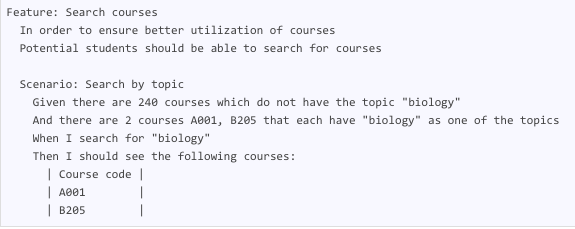 Feature: Search courses
In order to ensure better utilization of courses
Potential students should be able to search for courses
Scenario: Search by topic
Given there are 240 courses which do not have the topic "biology"
And there are 2 courses A001, B205 that each have "biology" as one of the topics
When I search for "biology"
Then I should see the following courses:
| Course code |
| A001 |
| B205 |